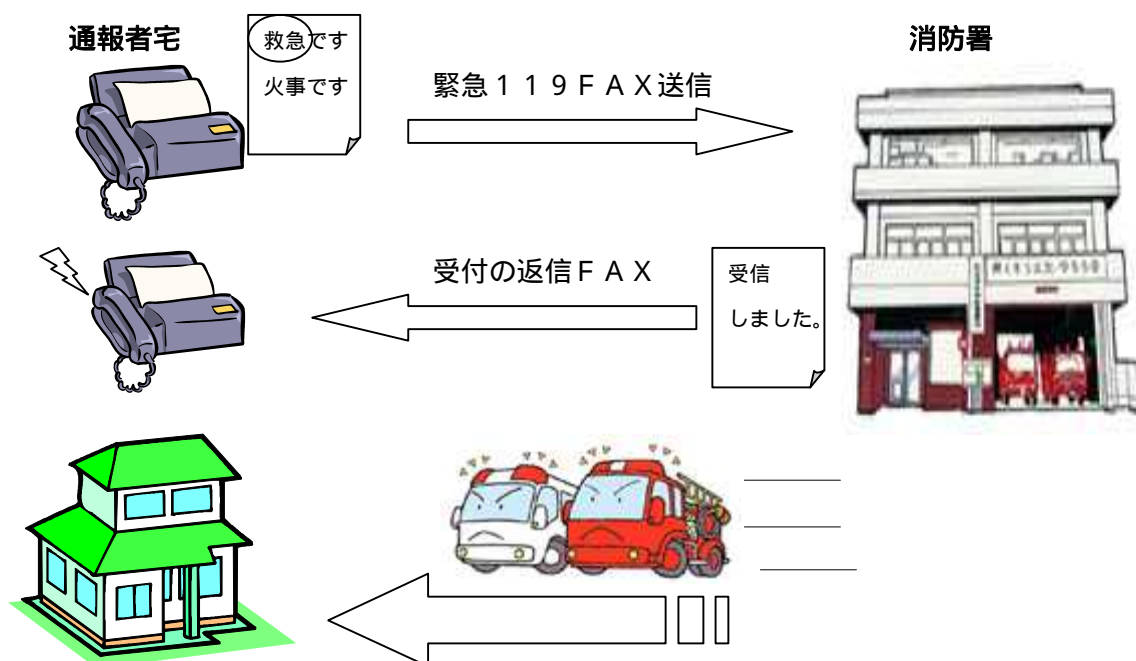 通報者宅
救急です
火事です
緊急１１９ＦＡＸ送信
消防署
受付の返信ＦＡＸ
受信
しました。